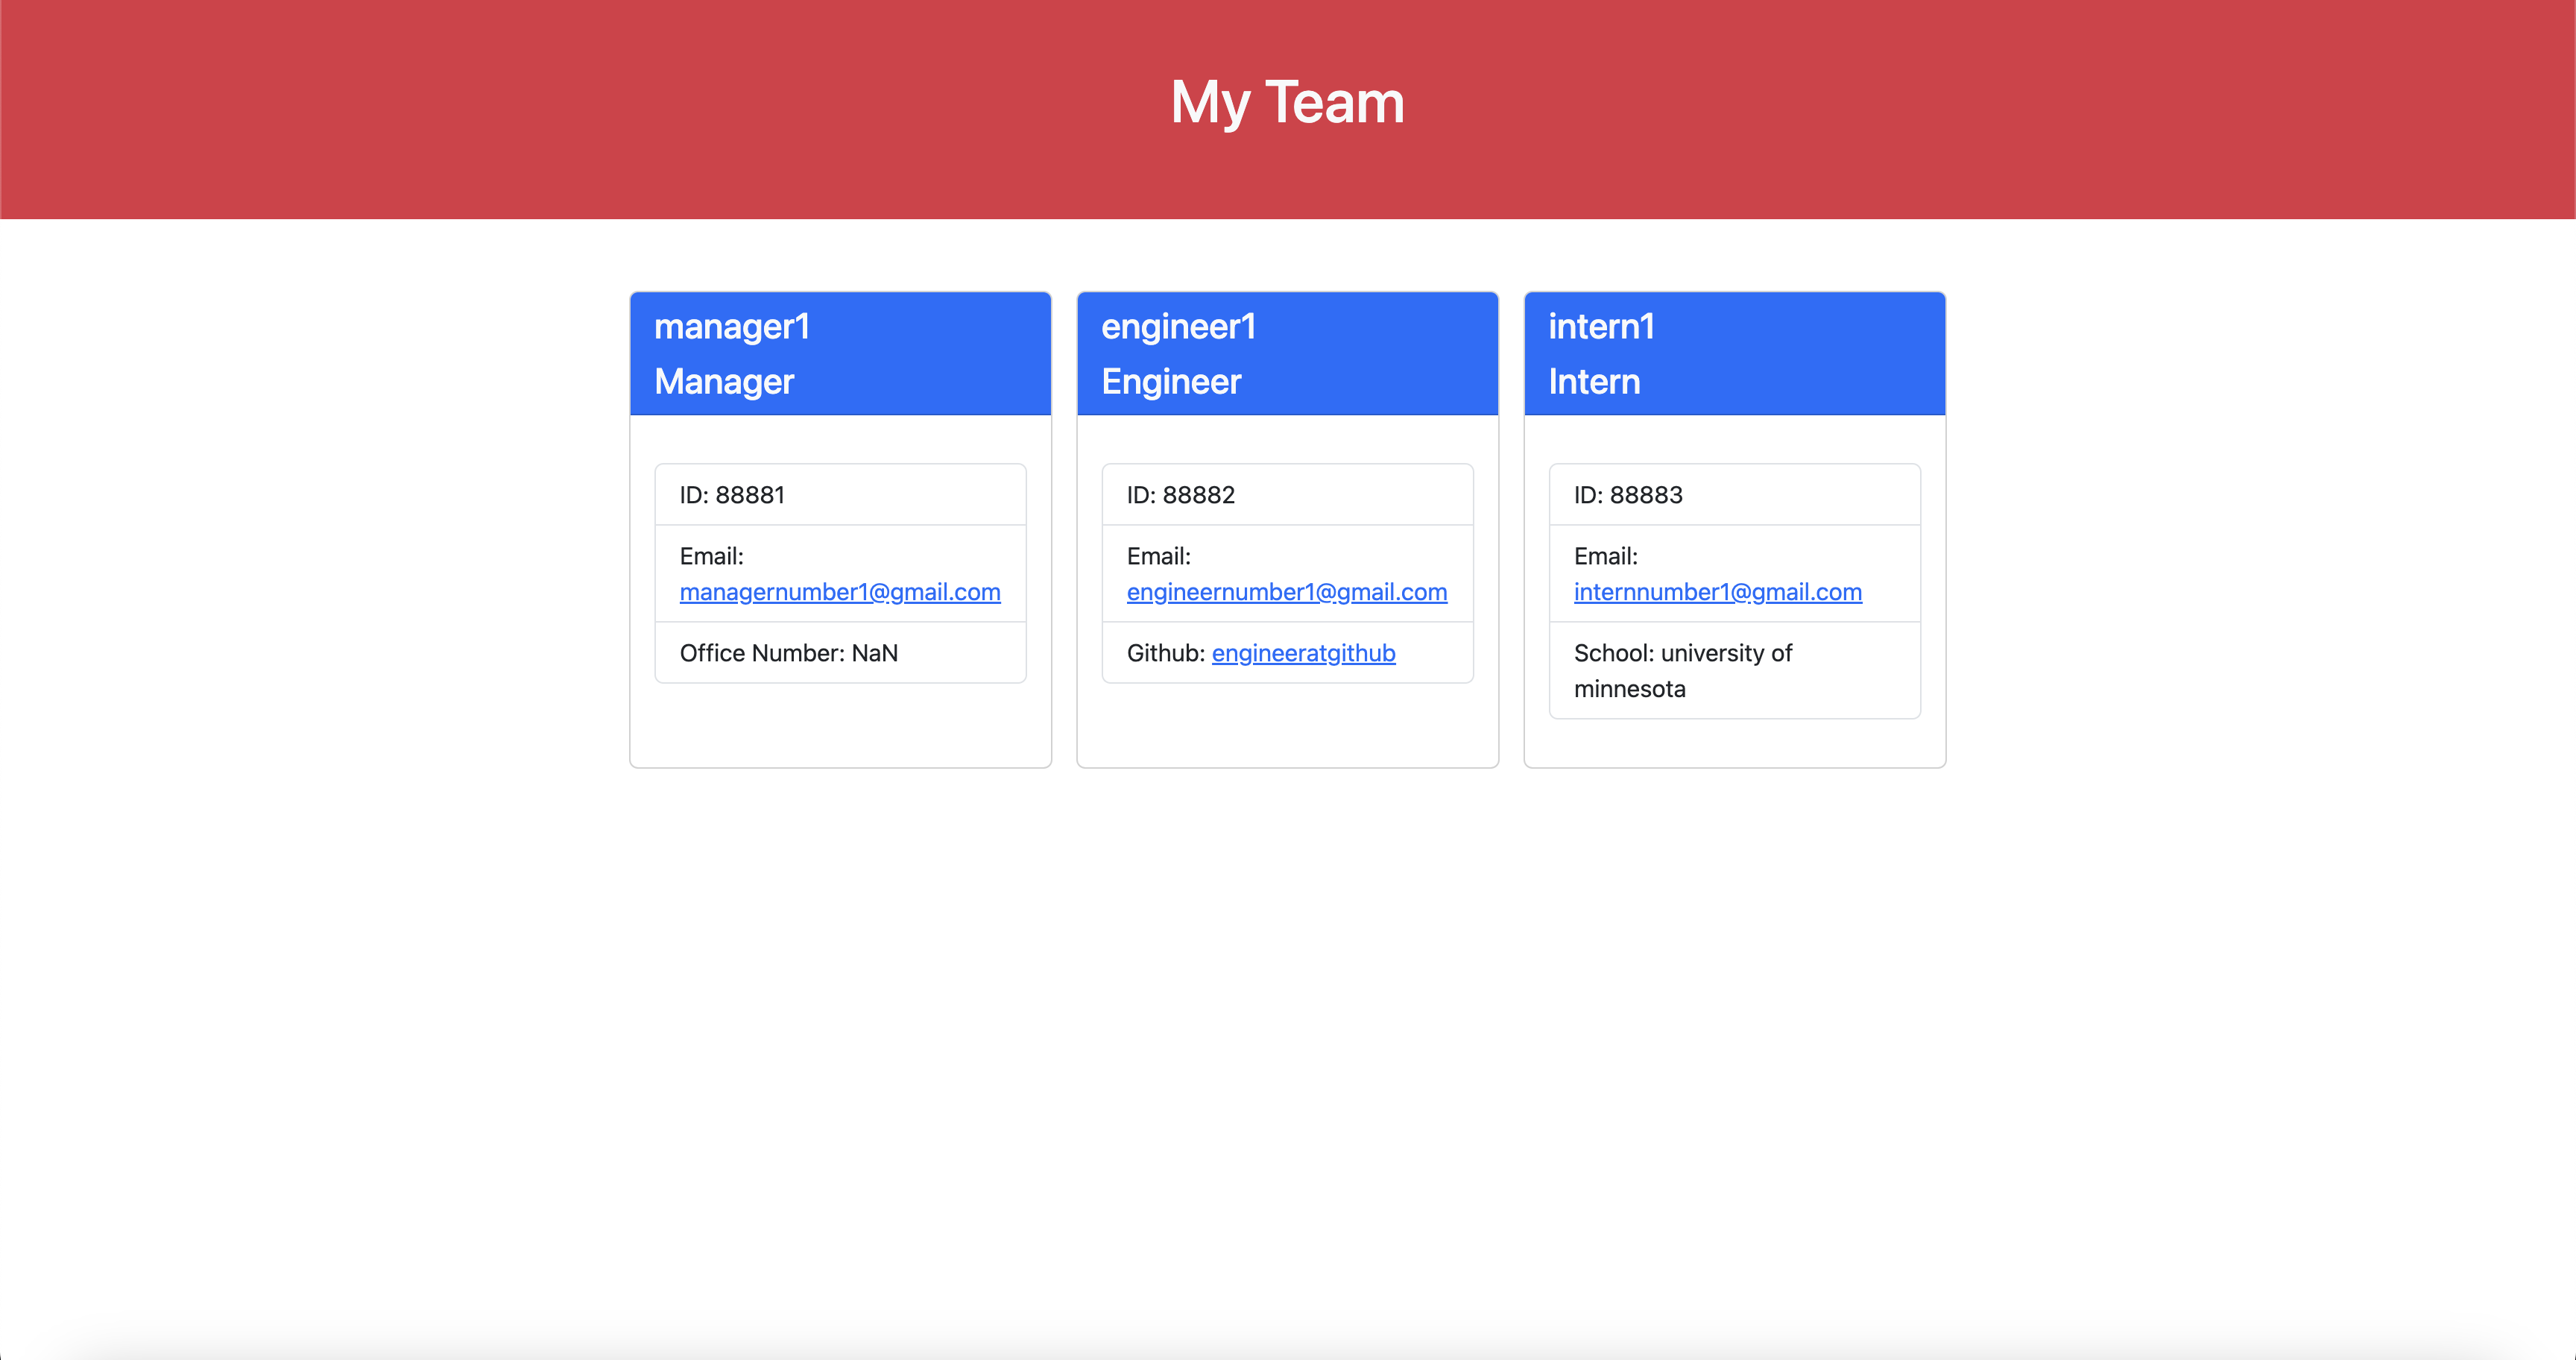 My Team
manager1
Manager
ID: 88881
Email:
managernumber1@gmail.com
Office Number: NaN
engineer1
Engineer
ID: 88882
Email:
engineernumber1@gmail.com
Github: engineeratgithub
intern1
Intern
ID: 88883
Email:
internnumber1@gmail.com
School: university of
minnesota